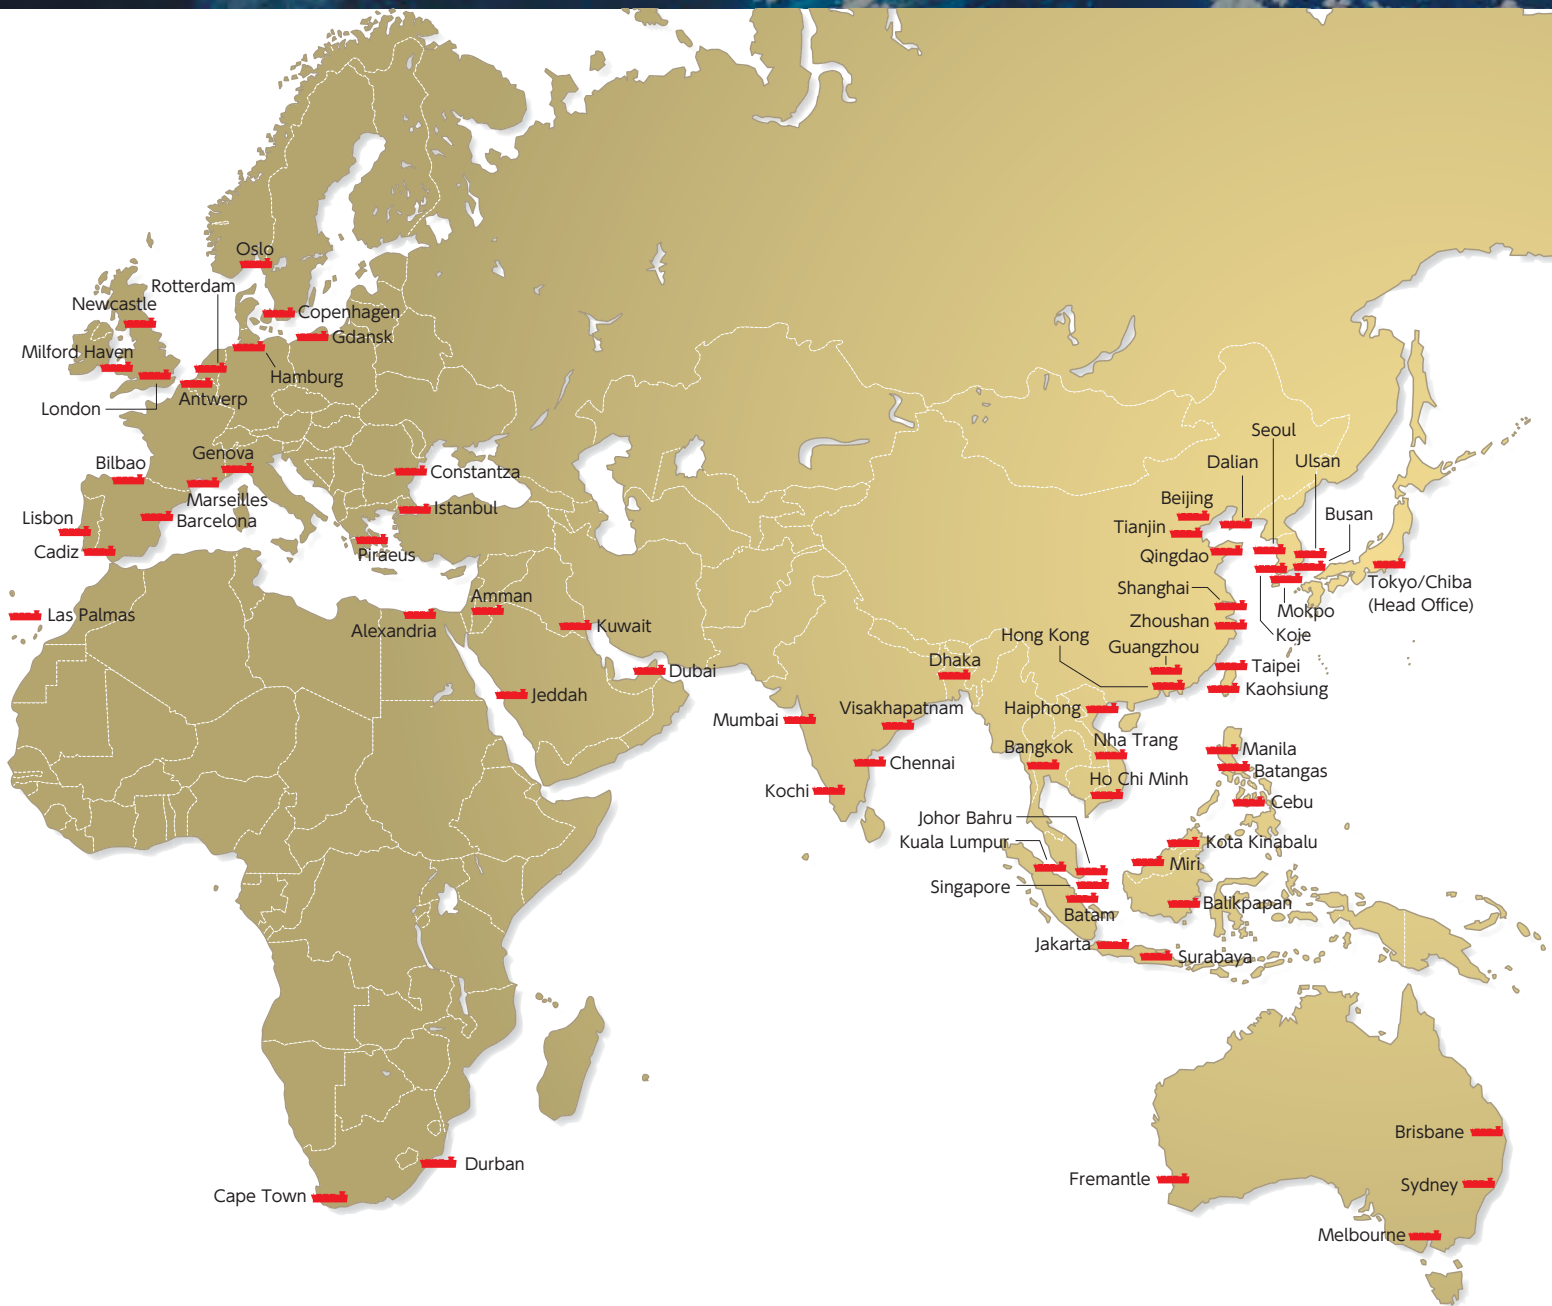 Oslo
Rotterdam
Newcastle
Copenhagen
Gdansk
Milford Haven
Hamburg
Antwerp
London
Genova
Bilbao
Constantza
Marseilles
Istanbul
Barcelona
Lisbon
Cadiz
Piraeus
Las Palmas
Amman
Alexandria
Kuwait
Dubai
Jeddah
Seoul
Dalian
Ulsan
Beijing
Busan
Tianjin
Qingdao
Tokyo/Chiba
(Head Office)
Shanghai
Mokpo
Zhoushan
Koje
Hong Kong
Guangzhou
Dhaka
Taipei
Kaohsiung
Haiphong
Visakhapatnam
Mumbai
Nha Trang
Bangkok
Manila
Chennai
Batangas
Ho Chi Minh
Kochi
Cebu
Johor Bahru
Kuala Lumpur
Kota Kinabalu
Miri
Singapore
Balikpapan
Batam
Jakarta
Surabaya
Brisbane
Durban
Fremantle
Sydney
Cape Town
Melbourne